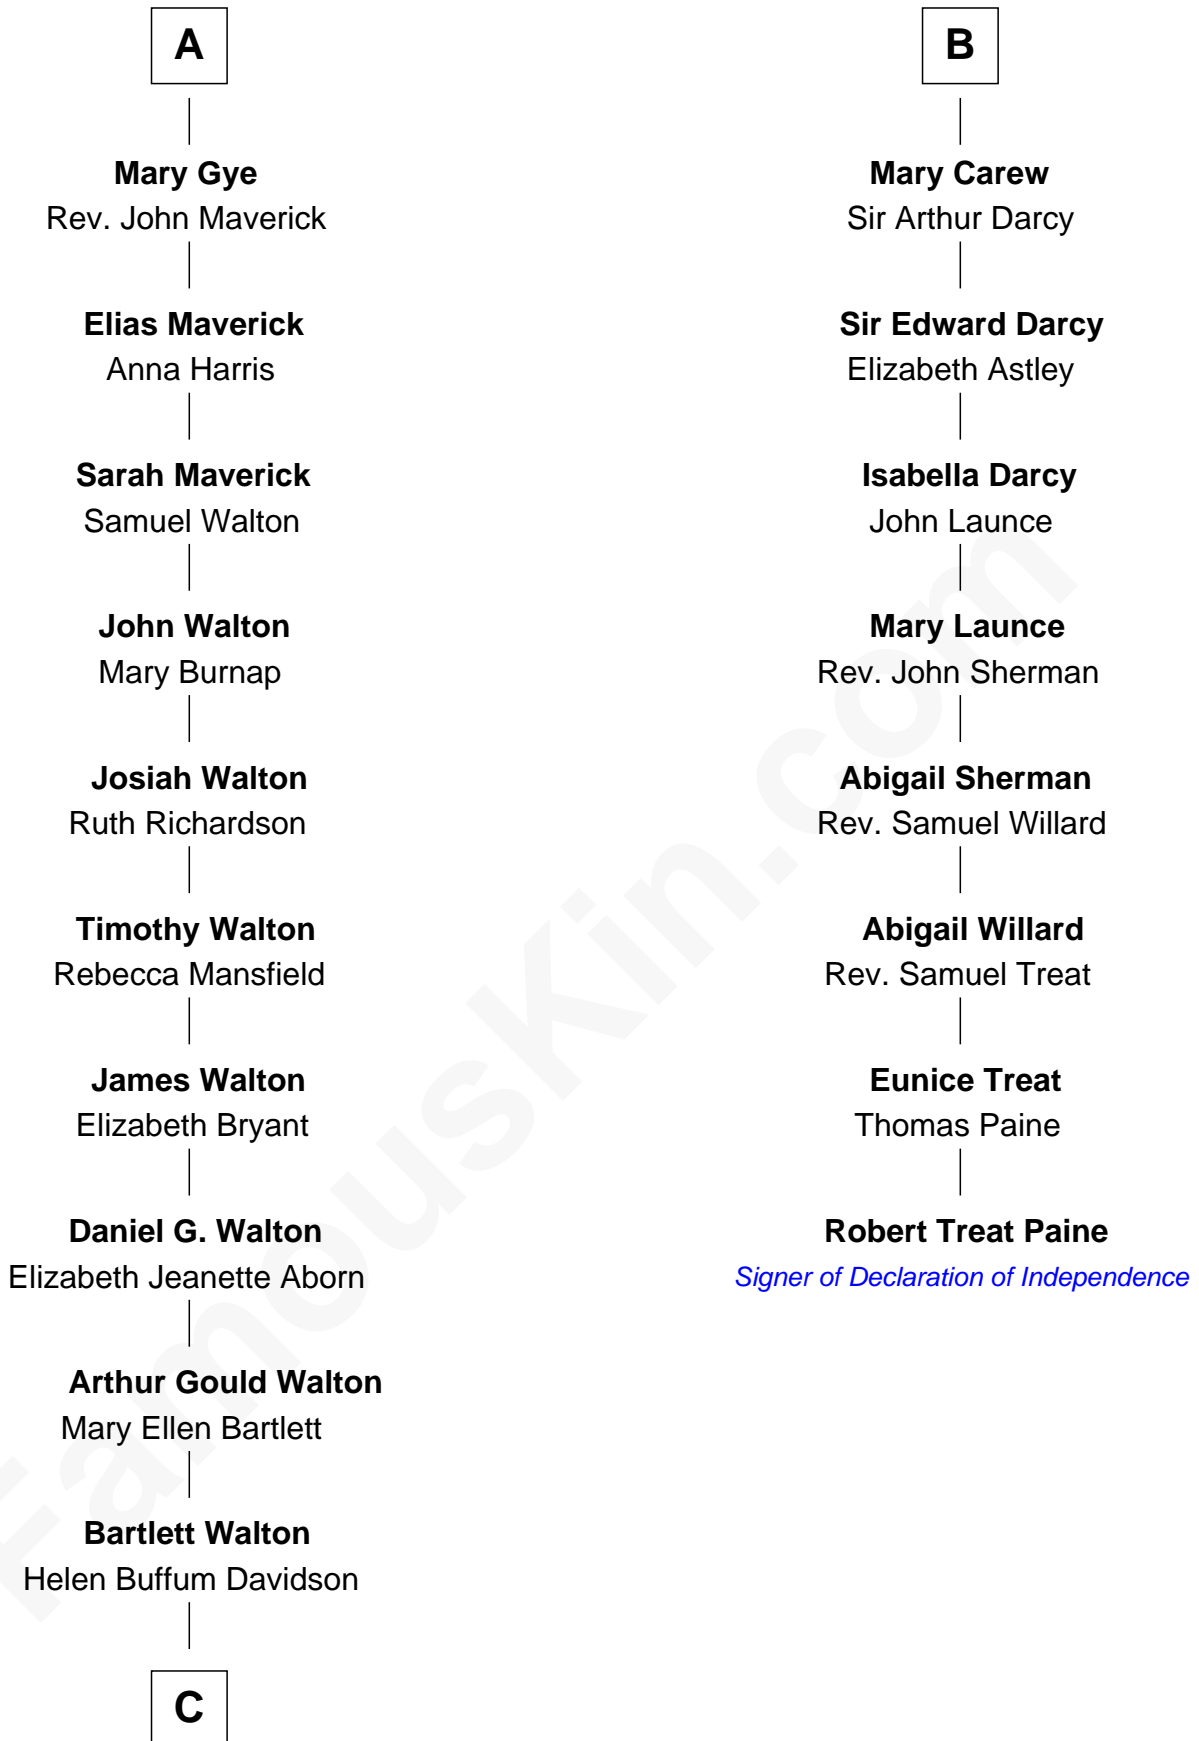 A
Mary Gye
Rev. John Maverick
Elias Maverick
Anna Harris
Sarah Maverick
Samuel Walton
John Walton
Mary Burnap
Josiah Walton
Ruth Richardson
Timothy Walton
Rebecca Mansfield
James Walton
Elizabeth Bryant
Daniel G. Walton
Elizabeth Jeanette Aborn
Arthur Gould Walton
Mary Ellen Bartlett
Bartlett Walton
Helen Buffum Davidson
C
B
Mary Carew
Sir Arthur Darcy
Sir Edward Darcy
Elizabeth Astley
Isabella Darcy
John Launce
Mary Launce
Rev. John Sherman
Abigail Sherman
Rev. Samuel Willard
Abigail Willard
Rev. Samuel Treat
Eunice Treat
Thomas Paine
Robert Treat Paine
Signer of Declaration of Independence
FamousKin.com